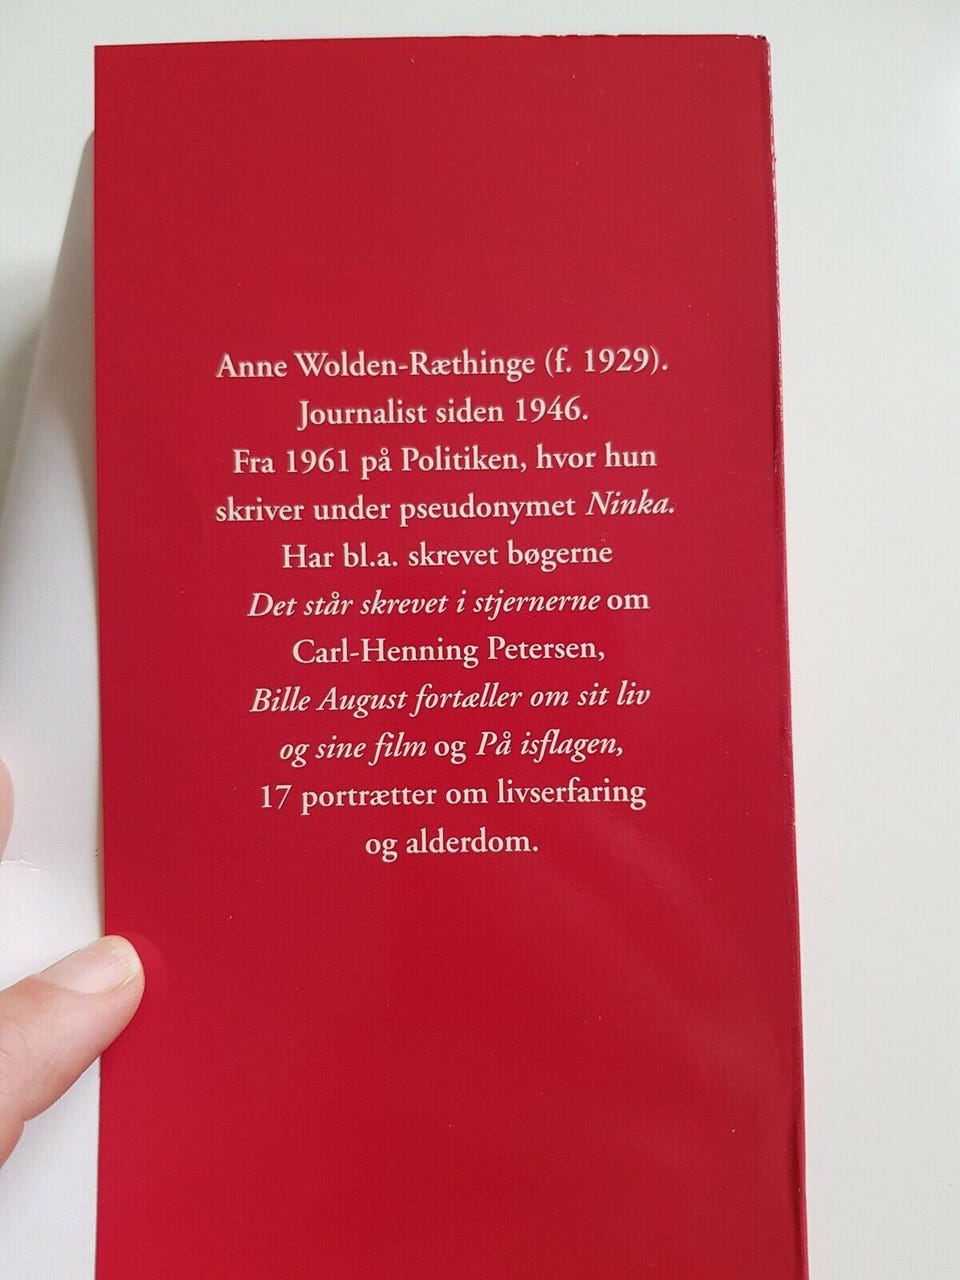 Anne Wolden-Ræthinge (f. 1929).
Journalist siden 1946.
Fra 1961 på Politiken, hvor hun
skriver under pseudonymet Ninka.
Har bl.a. skrevet bøgerne
Det står skrevet i stjernerne om
Carl-Henning Petersen,
Bille August fortæller om sit liv
og sine film og På isflagen,
17 portrætter om livserfaring
og alderdom.